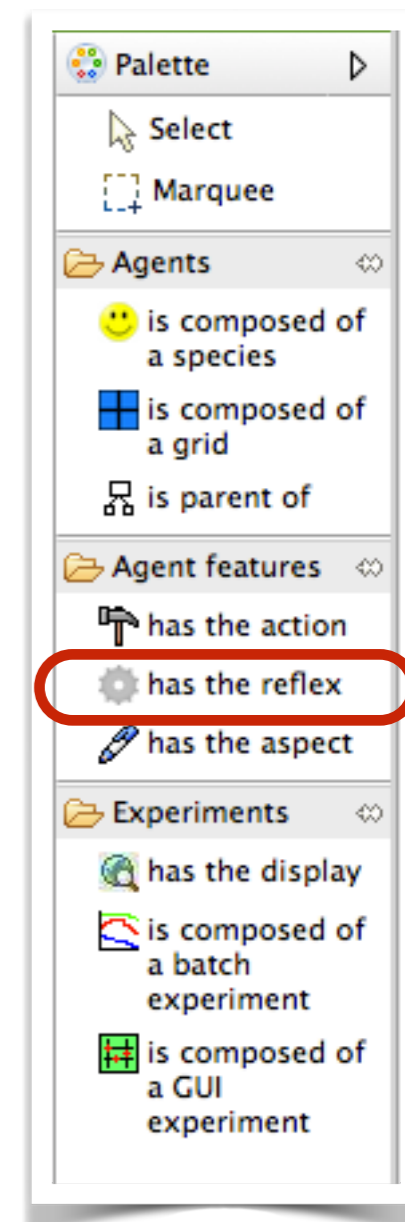 Palette
Select
Marquee
Agents
is composed of
a species
is composed of
a grid
is parent of
Agent features
has the action
has the reflex
has the aspect
Experiments
has the display
is composed of
a batch
experiment
is composed of
a GUI
experiment